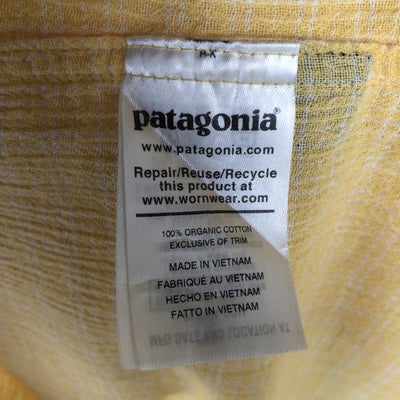 R-X
patagonia®
www.patagonia.com
Repair/Reuse/Recycle
this product at
www.wornwear.com
100% ORGANIC COTTON
EXCLUSIVE OF TRIM
MADE IN VIETNAM
FABRIQUÉ AU VIETNAM
HECHO EN VIETNAM
FATTO IN VIETNAM